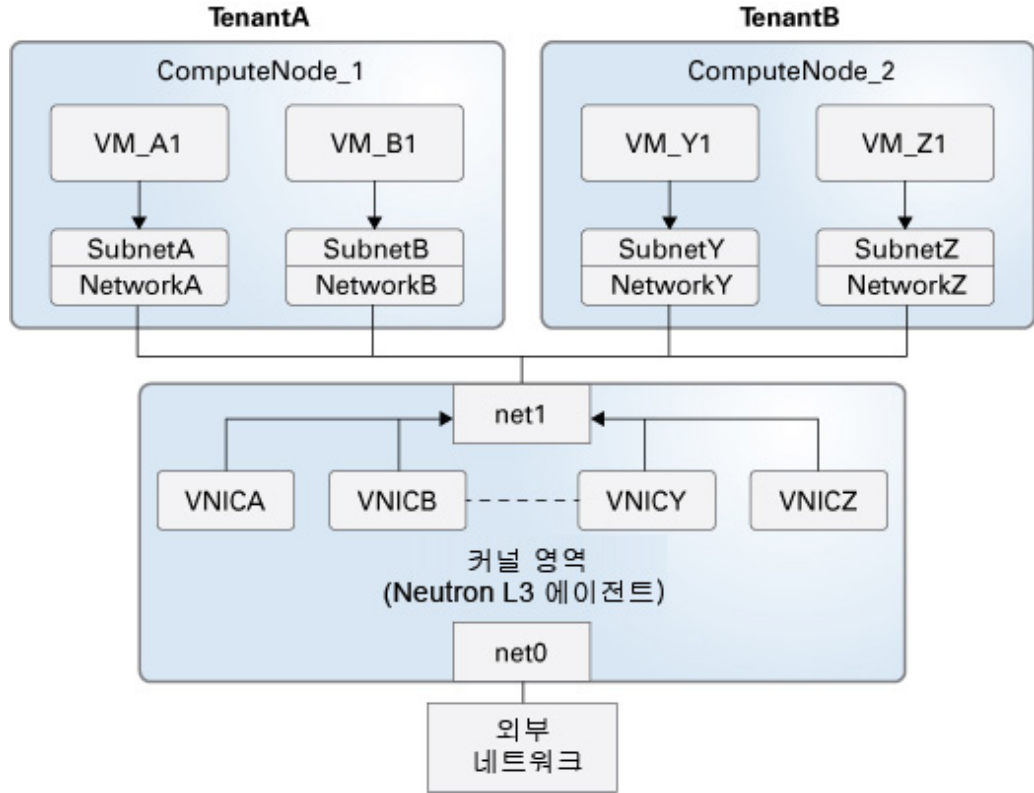 TenantA
TenantB
ComputeNode_1
ComputeNode_2
VM_A1
VM_B1
VM_Y1
VM_Z1
SubnetA
SubnetB
SubnetY
SubnetZ
NetworkA
NetworkB
NetworkY
NetworkZ
net1
VNICA
VNICB
VNICY
VNICZ
커널 영역
(Neutron L3 에이전트)
net0
외부
네트워크